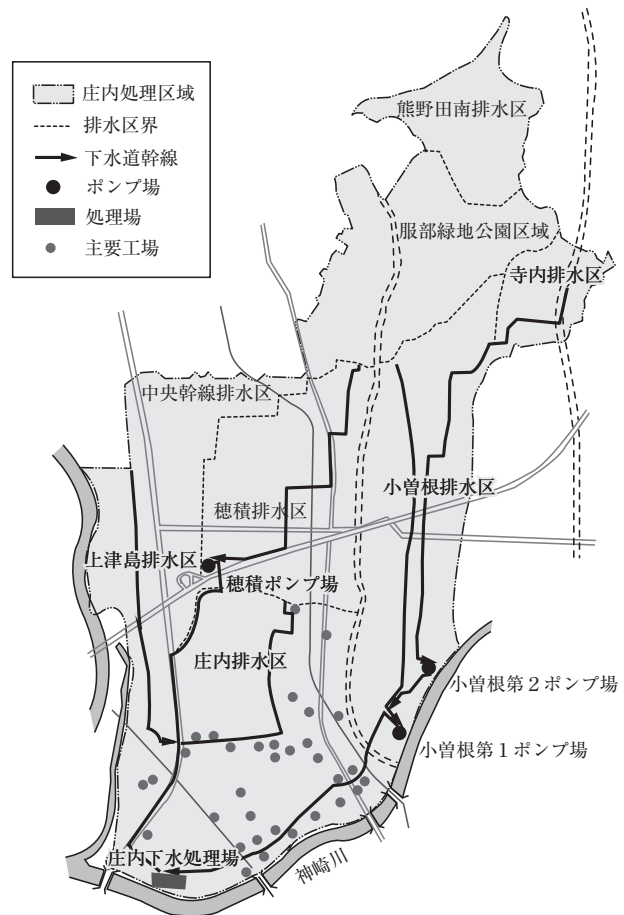 庄内処理区域
排水区界
下水道幹線
ポンプ場
処理場
主要工場
熊野田南排水区
服部緑地公園区域
寺内排水区
中央幹線排水区
小曽根排水区
穂積排水区
上津島排水区
穂積ポンプ場
庄内排水区
小曽根第２ポンプ場
小曽根第１ポンプ場
庄内下水処理場
神崎川